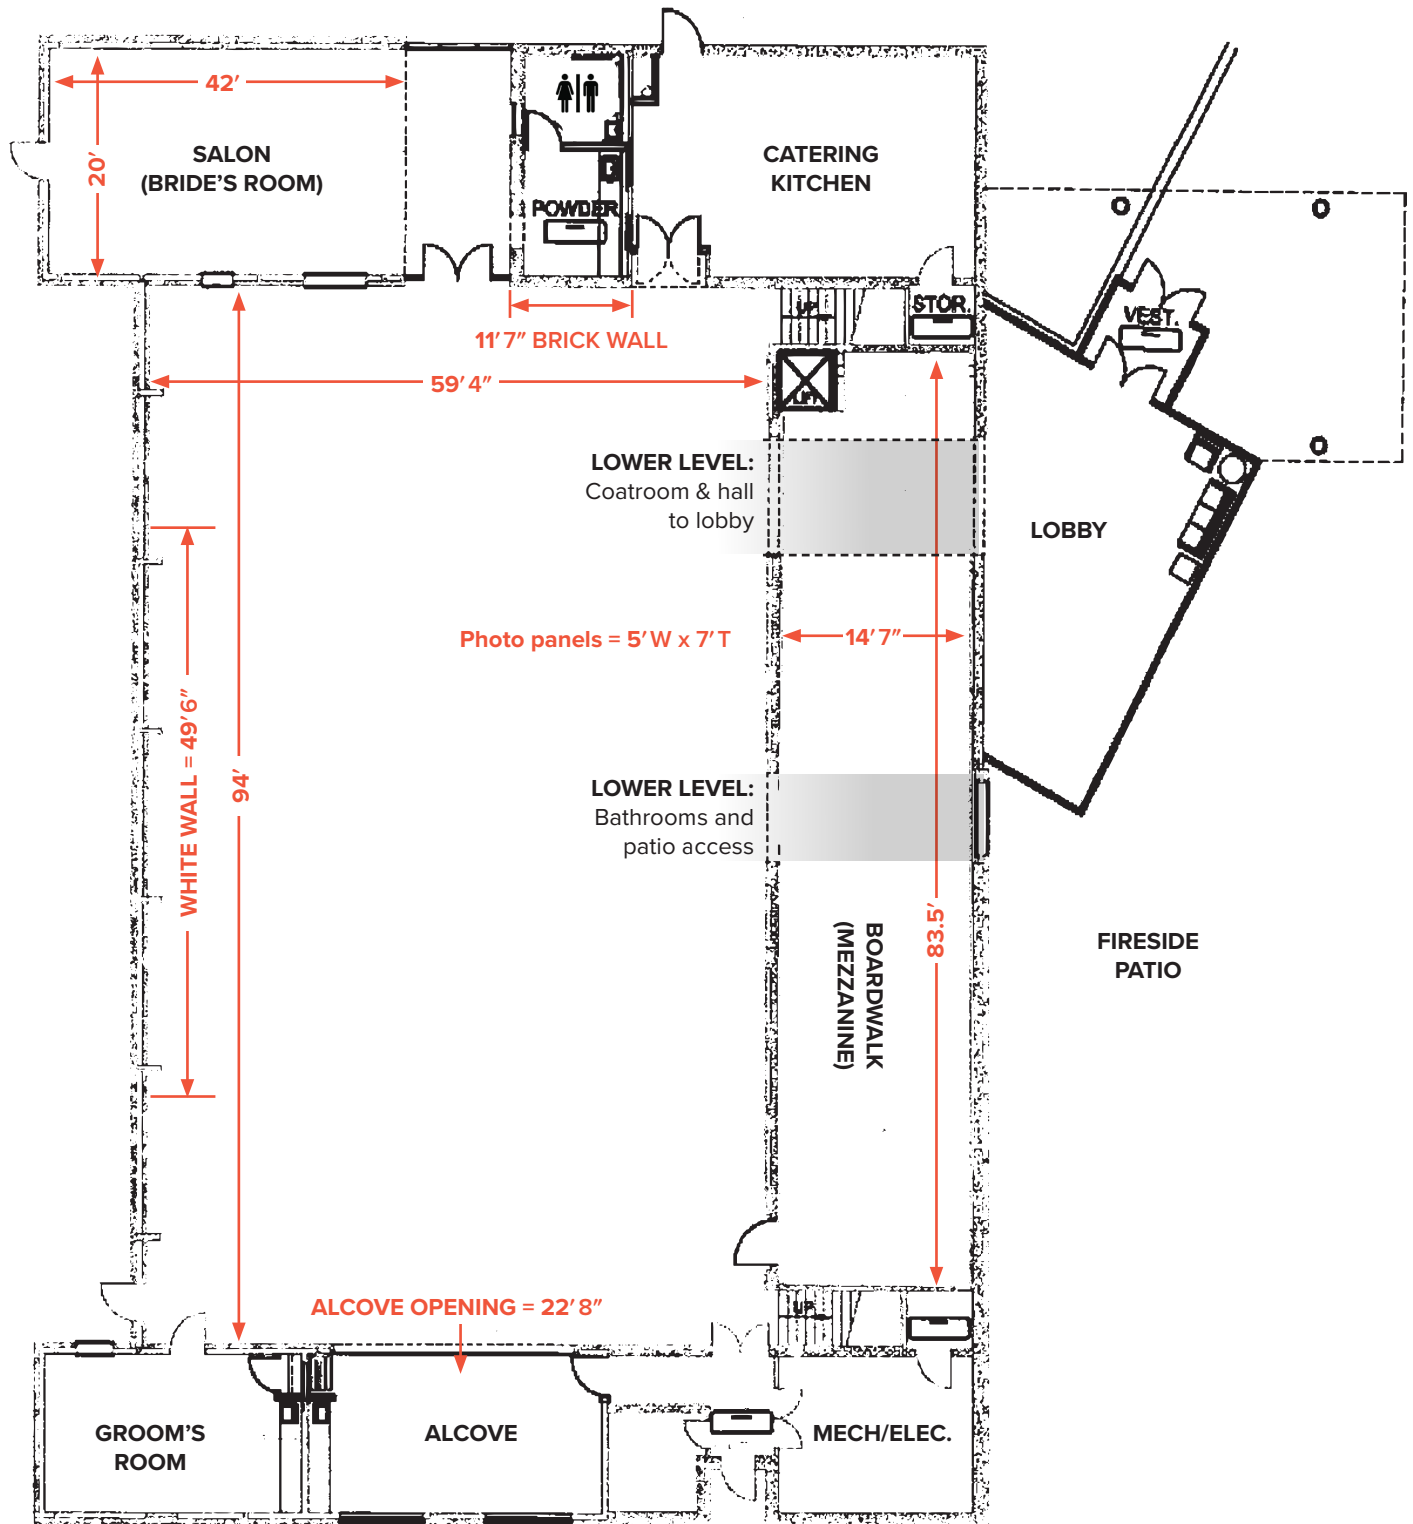 42′
20′
SALON
(BRIDE’S ROOM)
CATERING
KITCHEN
POWDER
UP
STOR.
VEST.
11′ 7″ BRICK WALL
59′ 4″
LIFT
LOWER LEVEL:
Coatroom & hall
to lobby
LOBBY
Photo panels = 5′ W x 7′ T
14′ 7″
WHITE WALL = 49′ 6″
94′
LOWER LEVEL:
Bathrooms and
patio access
83.5′
BOARDWALK
(MEZZANINE)
FIRESIDE
PATIO
ALCOVE OPENING = 22′ 8″
UP
GROOM’S
ROOM
ALCOVE
MECH/ELEC.